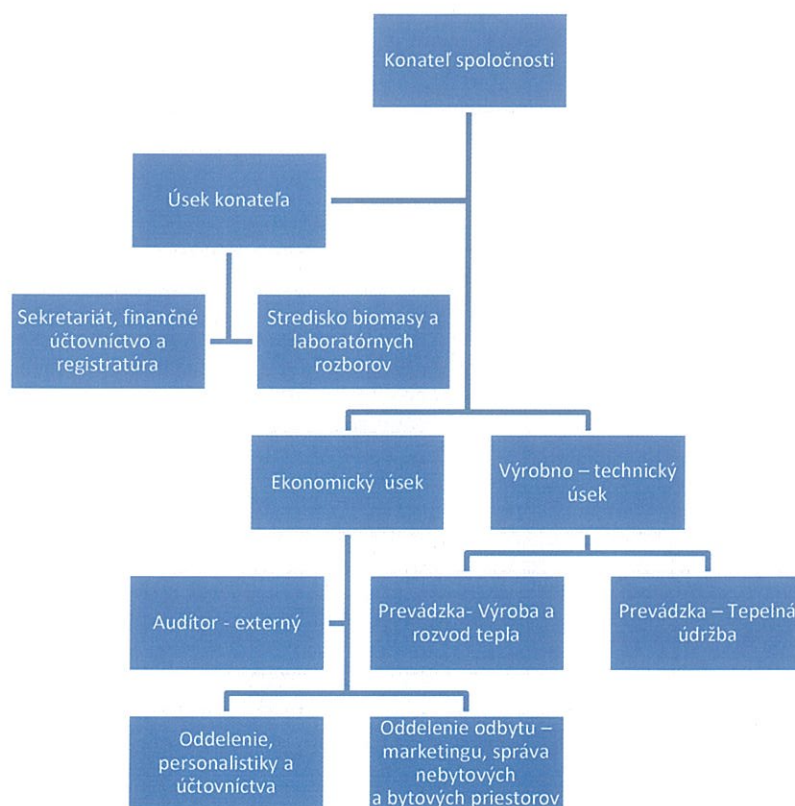 Konateľ spoločnosti
Úsek konateľa
Sekretariát, finančné
účtovníctvo a
registratúra
Stredisko biomasy a
laboratórnych
rozborov
Ekonomický úsek
Výrobno – technický
úsek
Audítor - externý
Prevádzka- Výroba a
rozvod tepla
Prevádzka – Tepelná
údržba
Oddelenie,
personalistiky a
účtovníctva
Oddelenie odbytu –
marketingu, správa
nebytových
a bytových priestorov